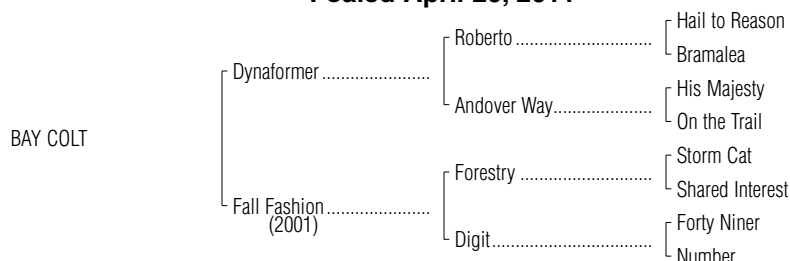 Foaled April 2011
Hail to Reason
Roberto
Bramalea
Dynaformer
His Majesty
Andover Way
On the Trail
BAY COLT
Storm Cat
Forestry
Shared Interest
Fall Fashion
(2001)
Forty Niner
Digit
Number